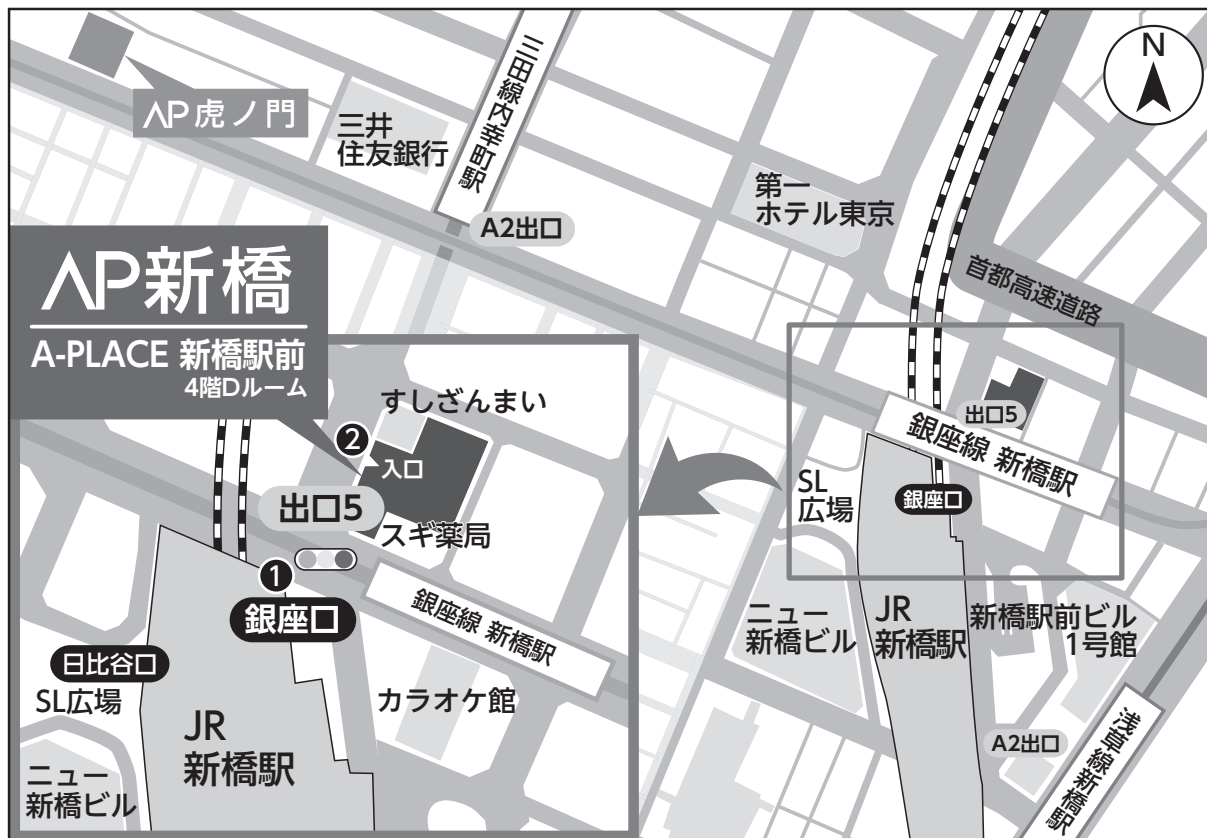 N
AP虎ノ門
三井
住友銀行
三田線内幸町駅
A2出口
第一
ホテル東京
首都高速道路
AP新橋
A-PLACE 新橋駅前
4階Dルーム
すしざんまい
2
入口
出口5
スギ薬局
1
銀座口
銀座線 新橋駅
日比谷口
SL広場
カラオケ館
JR
新橋駅
ニュー
新橋ビル
出口5
銀座線 新橋駅
SL
広場
銀座口
ニュー
新橋ビル
JR
新橋駅
新橋駅前ビル
1号館
A2出口
浅草線新橋駅